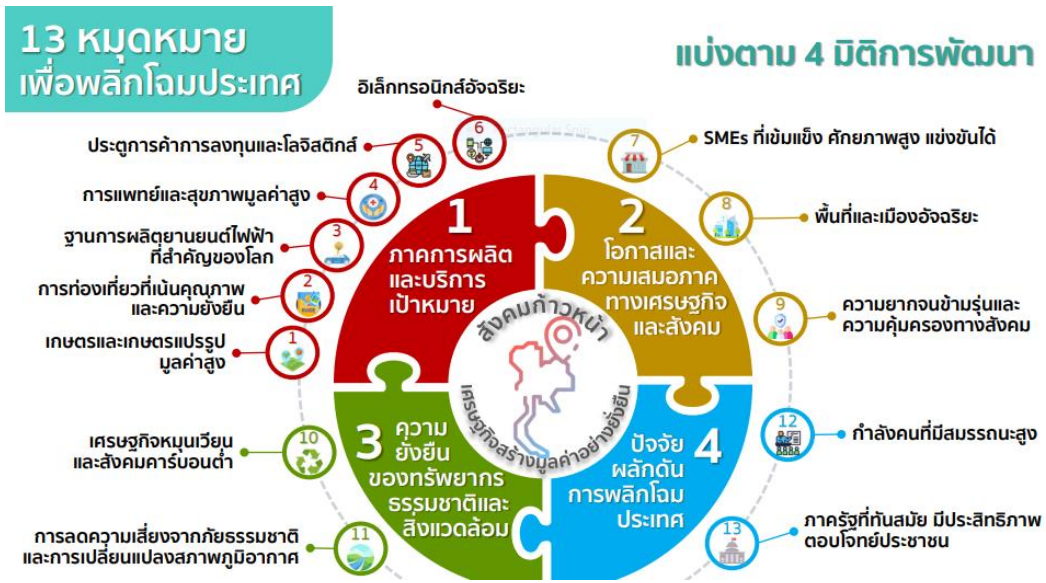 13 หมุดหมาย
เพื่อพลิกโฉมประเทศ
แบ่งตาม 4 มิติการพัฒนา
อิเล็กทรอนิกส์อัจฉริยะ
6
ประตูการค้าการลงทุนและโลจิสติกส์
5
การแพทย์และสุขภาพมูลค่าสูง
4
ฐานการผลิตยานยนต์ไฟฟ้า
ที่สำคัญของโลก
3
การท่องเที่ยวที่เน้นคุณภาพ
และความยั่งยืน
2
เกษตรและเกษตรแปรรูป
มูลค่าสูง
1
1
ภาคการผลิต
และบริการ
เป้าหมาย
2
โอกาสและ
ความเสมอภาค
ทางเศรษฐกิจ
และสังคม
7
SMEs ที่เข้มแข็ง ศักยภาพสูง แข่งขันได้
8
พื้นที่และเมืองอัจฉริยะ
9
ความยากจนข้ามรุ่นและ
ความคุ้มครองทางสังคม
สังคมก้าวหน้า
เศรษฐกิจสร้างมูลค่าอย่างยั่งยืน
เศรษฐกิจหมุนเวียน
และสังคมคาร์บอนต่ำ
10
การลดความเสี่ยงจากภัยธรรมชาติ
และการเปลี่ยนแปลงสภาพภูมิอากาศ
11
3
ความ
ยั่งยืน
ของทรัพยากร
ธรรมชาติและ
สิ่งแวดล้อม
4
ปัจจัย
ผลักดัน
การพลิกโฉม
ประเทศ
12
กำลังคนที่มีสมรรถนะสูง
13
ภาครัฐที่ทันสมัย มีประสิทธิภาพ
ตอบโจทย์ประชาชน